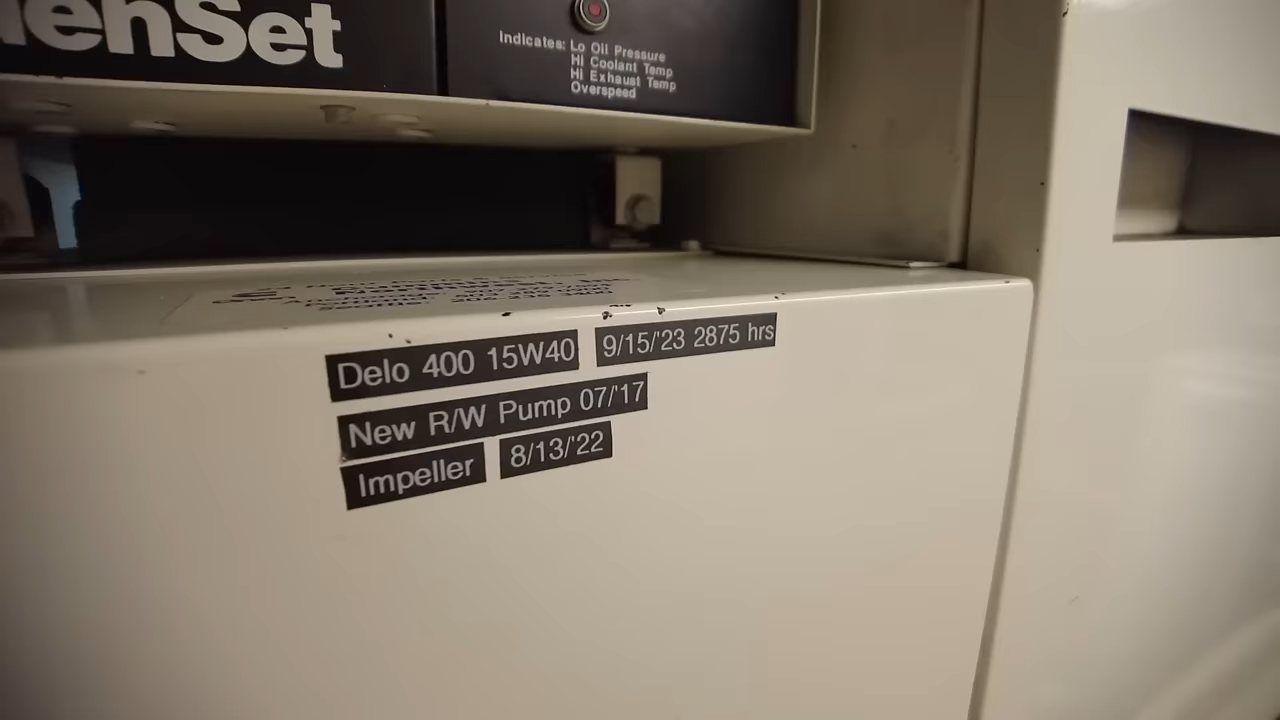 enSet
Indicates: Lo Oil Pressure
Hi Coolant Temp
Hi Exhaust Temp
Overspeed
Delo 400 15W40 9/15/'23 2875 hrs
New R/W Pump 07/'17
Impeller 8/13/'22